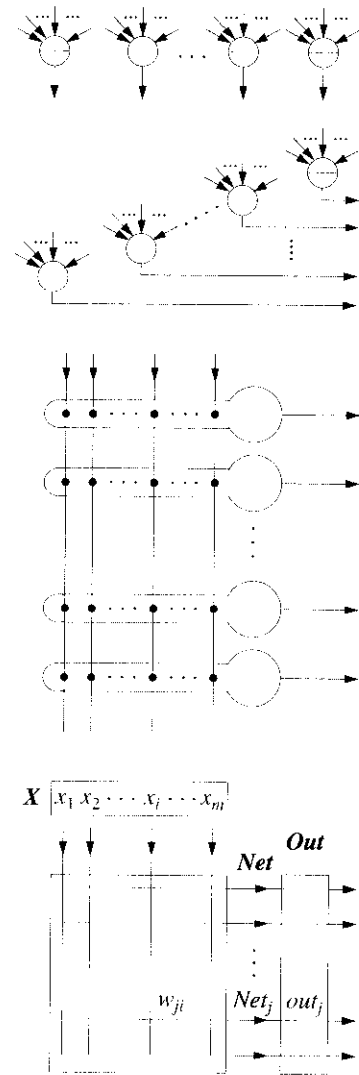 X x₁ x₂ · · · xᵢ · · · xₘ
Net Out
wⱼᵢ Netⱼ outⱼ